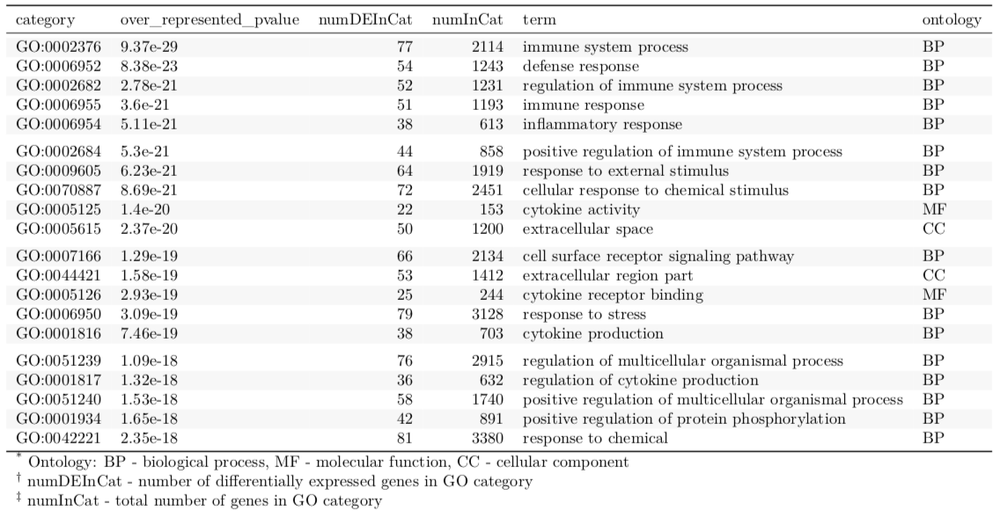 category over_represented_pvalue numDEInCat numInCat term ontology
GO:0002376 9.37e-29 77 2114 immune system process BP
GO:0006952 8.38e-23 54 1243 defense response BP
GO:0002682 2.78e-21 52 1231 regulation of immune system process BP
GO:0006955 3.6e-21 51 1193 immune response BP
GO:0006954 5.11e-21 38 613 inflammatory response BP
GO:0002684 5.3e-21 44 858 positive regulation of immune system process BP
GO:0009605 6.23e-21 64 1919 response to external stimulus BP
GO:0070887 8.69e-21 72 2451 cellular response to chemical stimulus BP
GO:0005125 1.4e-20 22 153 cytokine activity MF
GO:0005615 2.37e-20 50 1200 extracellular space CC
GO:0007166 1.29e-19 66 2134 cell surface receptor signaling pathway BP
GO:0044421 1.58e-19 53 1412 extracellular region part CC
GO:0005126 2.93e-19 25 244 cytokine receptor binding MF
GO:0006950 3.09e-19 79 3128 response to stress BP
GO:0001816 7.46e-19 38 703 cytokine production BP
GO:0051239 1.09e-18 76 2915 regulation of multicellular organismal process BP
GO:0001817 1.32e-18 36 632 regulation of cytokine production BP
GO:0051240 1.53e-18 58 1740 positive regulation of multicellular organismal process BP
GO:0001934 1.65e-18 42 891 positive regulation of protein phosphorylation BP
GO:0042221 2.35e-18 81 3380 response to chemical BP
* Ontology: BP - biological process, MF - molecular function, CC - cellular component
† numDEInCat - number of differentially expressed genes in GO category
‡ numInCat - total number of genes in GO category